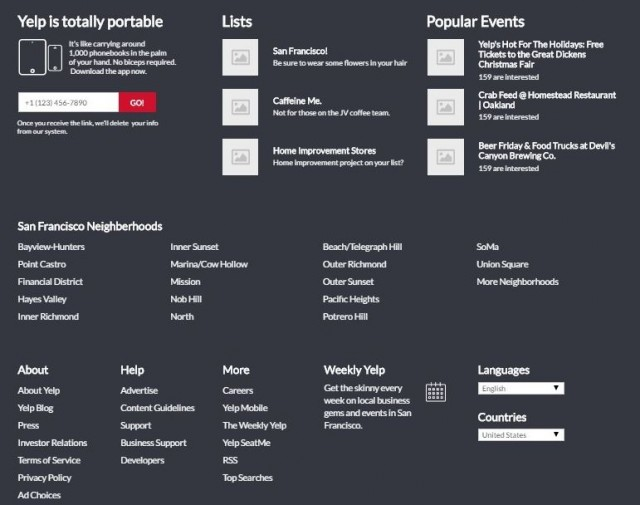 Yelp is totally portable
It's like carrying around
1,000 phonebooks in the palm
of your hand. No biceps required.
Download the app now.
+1 (123) 456-7890
GO!
Once you receive the link, we'll delete your info
from our system.
Lists
San Francisco!
Be sure to wear some flowers in your hair
Caffeine Me.
Not for those on the JV coffee team.
Home Improvement Stores
Home improvement project on your list?
Popular Events
Yelp's Hot For The Holidays: Free
Tickets to the Great Dickens
Christmas Fair
159 are interested
Crab Feed @ Homestead Restaurant
| Oakland
159 are interested
Beer Friday & Food Trucks at Devil's
Canyon Brewing Co.
159 are interested
San Francisco Neighberhoods
Bayview-Hunters
Point Castro
Financial District
Hayes Valley
Inner Richmond
Inner Sunset
Marina/Cow Hollow
Mission
Nob Hill
North
Beach/Telegraph Hill
Outer Richmond
Outer Sunset
Pacific Heights
Potrero Hill
SoMa
Union Square
More Neighborhoods
About
About Yelp
Yelp Blog
Press
Investor Relations
Terms of Service
Privacy Policy
Ad Choices
Help
Advertise
Content Guidelines
Support
Business Support
Developers
More
Careers
Yelp Mobile
The Weekly Yelp
Yelp SeatMe
RSS
Top Searches
Weekly Yelp
Get the skinny every
week on local business
gems and events in San
Francisco.
Languages
English
Countries
United States